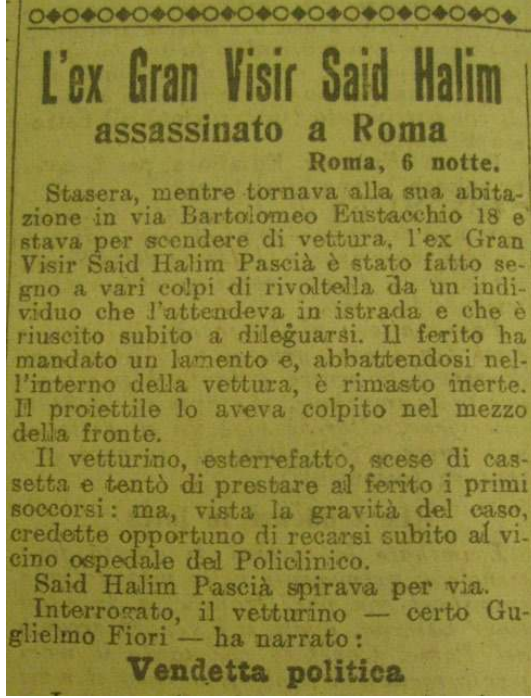 L'ex Gran Visir Said Halim
assassinato a Roma
Roma, 6 notte.
Stasera, mentre tornava alla sua abita-
zione in via Bartolomeo Eustacchio 18 e
stava per scendere di vettura, l'ex Gran
Visir Said Halim Pascià è stato fatto se-
gno a vari colpi di rivoltella da un indi-
viduo che l'attendeva in istrada e che è
riuscito subito a dileguarsi. Il ferito ha
mandato un lamento e, abbattendosi nel-
l'interno della vettura, è rimasto inerte.
Il proiettile lo aveva colpito nel mezzo
della fronte.
Il vetturino, esterrefatto, scese di cas-
setta e tentò di prestare al ferito i primi
soccorsi: ma, vista la gravità del caso,
credette opportuno di recarsi subito al vi-
cino ospedale del Policlinico.
Said Halim Pascià spirava per via.
Interrogato, il vetturino — certo Gu-
glielmo Fiori — ha narrato:
Vendetta politica